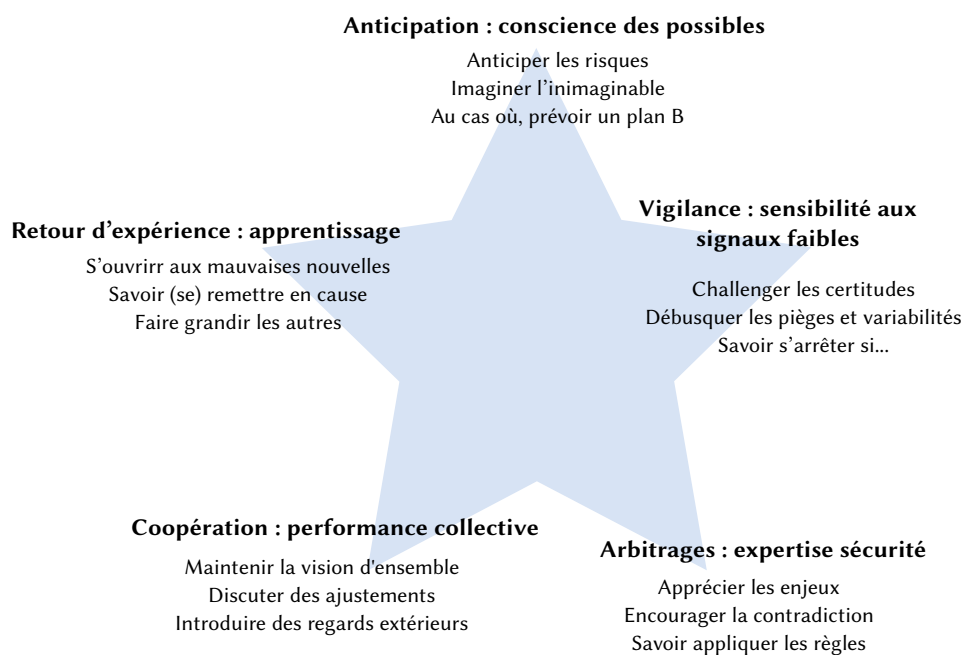 Anticipation : conscience des possibles
Anticiper les risques
Imaginer l’inimaginable
Au cas où, prévoir un plan B
Vigilance : sensibilité aux
signaux faibles
Challenger les certitudes
Débusquer les pièges et variabilités
Savoir s’arrêter si...
Retour d’expérience : apprentissage
S’ouvrirr aux mauvaises nouvelles
Savoir (se) remettre en cause
Faire grandir les autres
Coopération : performance collective
Maintenir la vision d'ensemble
Discuter des ajustements
Introduire des regards extérieurs
Arbitrages : expertise sécurité
Apprécier les enjeux
Encourager la contradiction
Savoir appliquer les règles